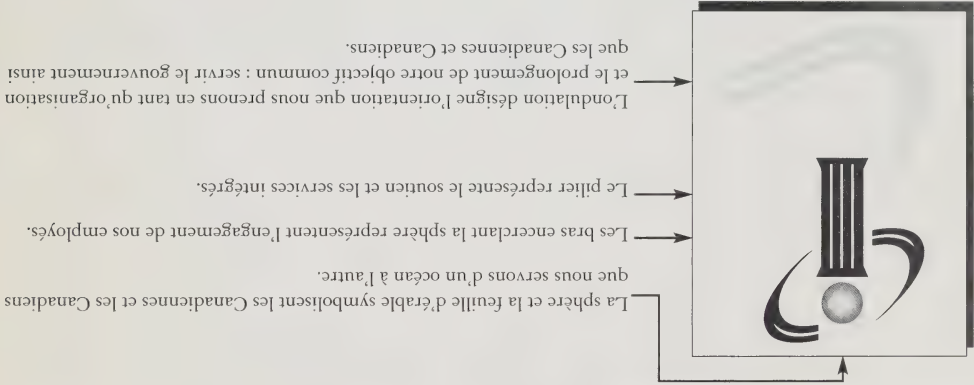 La sphère et la feuille d'érable symbolisent les Canadiennes et les Canadiens
que nous servons d'un océan à l'autre.
Les bras encerclant la sphère représentent l'engagement de nos employés.
Le pilier représente le soutien et les services intégrés.
L'ondulation désigne l'orientation que nous prenons en tant qu'organisation
et le prolongement de notre objectif commun : servir le gouvernement ainsi
que les Canadiennes et Canadiens.